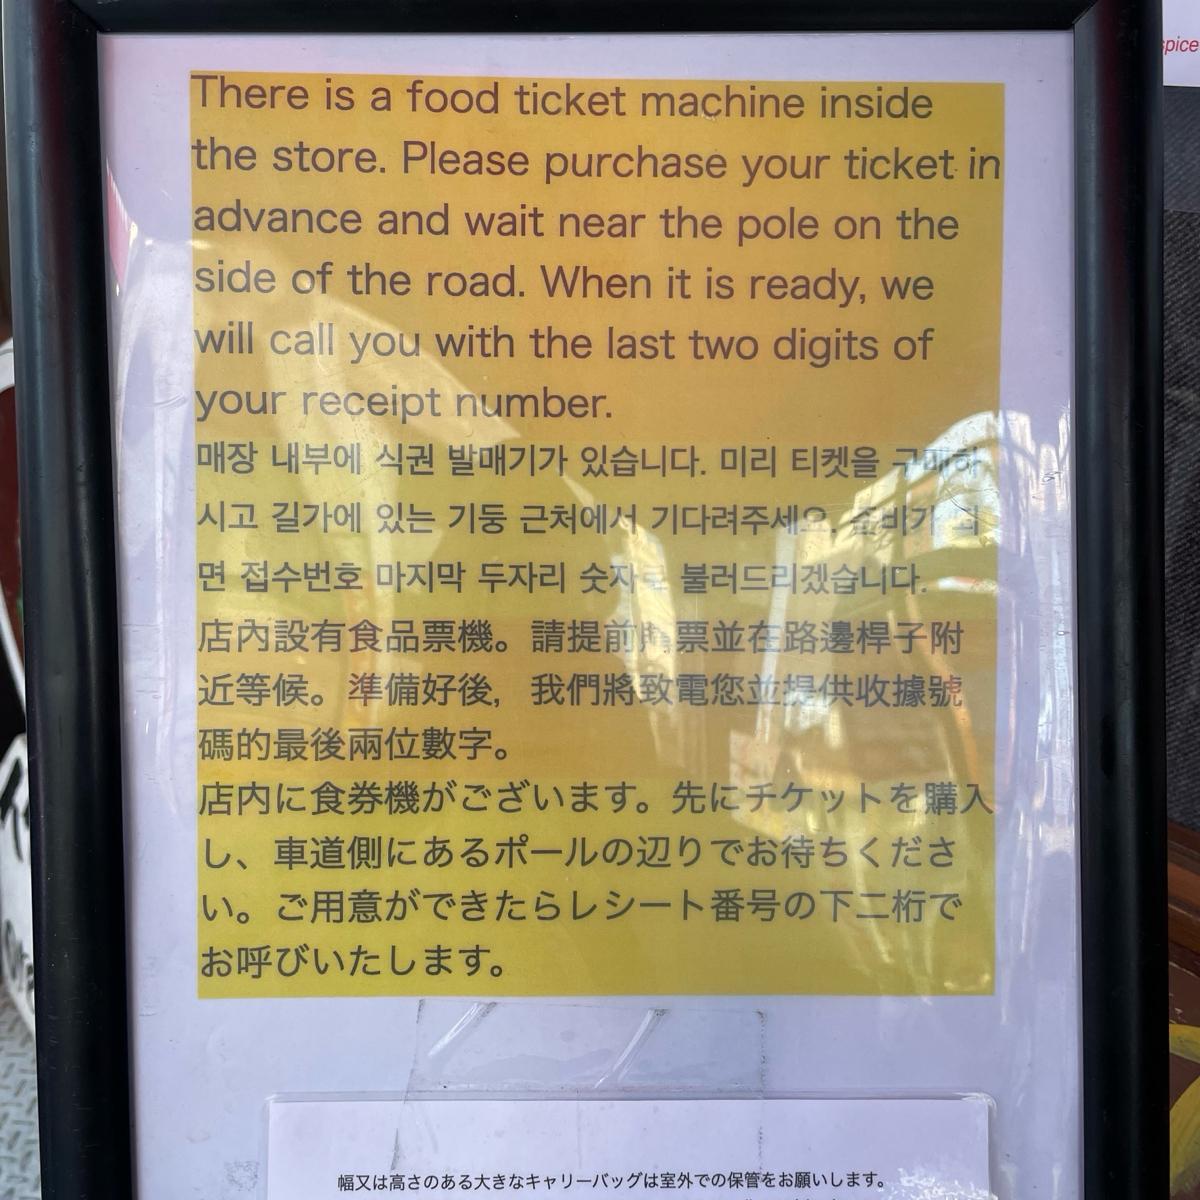 spice
There is a food ticket machine inside
the store. Please purchase your ticket in
advance and wait near the pole on the
side of the road. When it is ready, we
will call you with the last two digits of
your receipt number.
매장 내부에 식권 발매기가 있습니다. 미리 티켓을 구매하
시고 길가에 있는 기둥 근처에서 기다려주세요. 준비가 되
면 접수번호 마지막 두자리 숫자로 불러드리겠습니다.
店內設有食品票機。請提前購票並在路邊桿子附
近等候。準備好後，我們將致電您並提供收據號
碼的最後兩位數字。
店内に食券機がございます。先にチケットを購入
し、車道側にあるポールの辺りでお待ちくださ
い。ご用意ができたらレシート番号の下二桁で
お呼びいたします。
幅又は高さのある大きなキャリーバッグは室外での保管をお願いします。